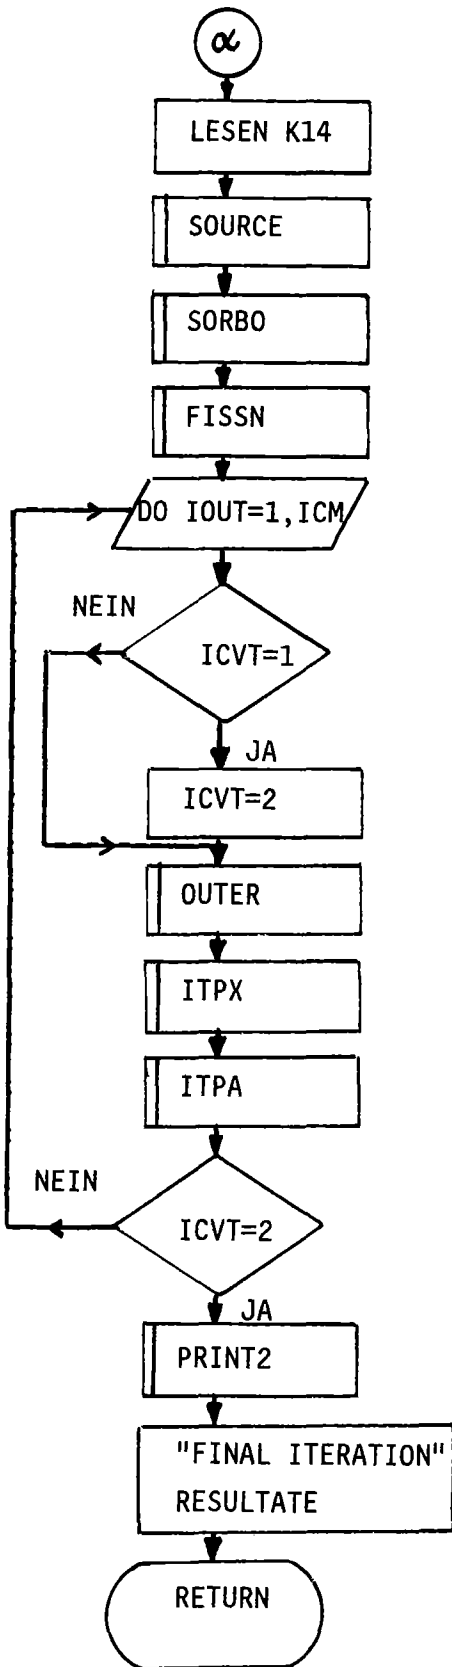 α
LESEN K14
SOURCE
SORBO
FISSN
DO IOUT=1,ICM
NEIN
ICVT=1
JA
ICVT=2
OUTER
ITPX
ITPA
NEIN
ICVT=2
JA
PRINT2
"FINAL ITERATION"
RESULTATE
RETURN